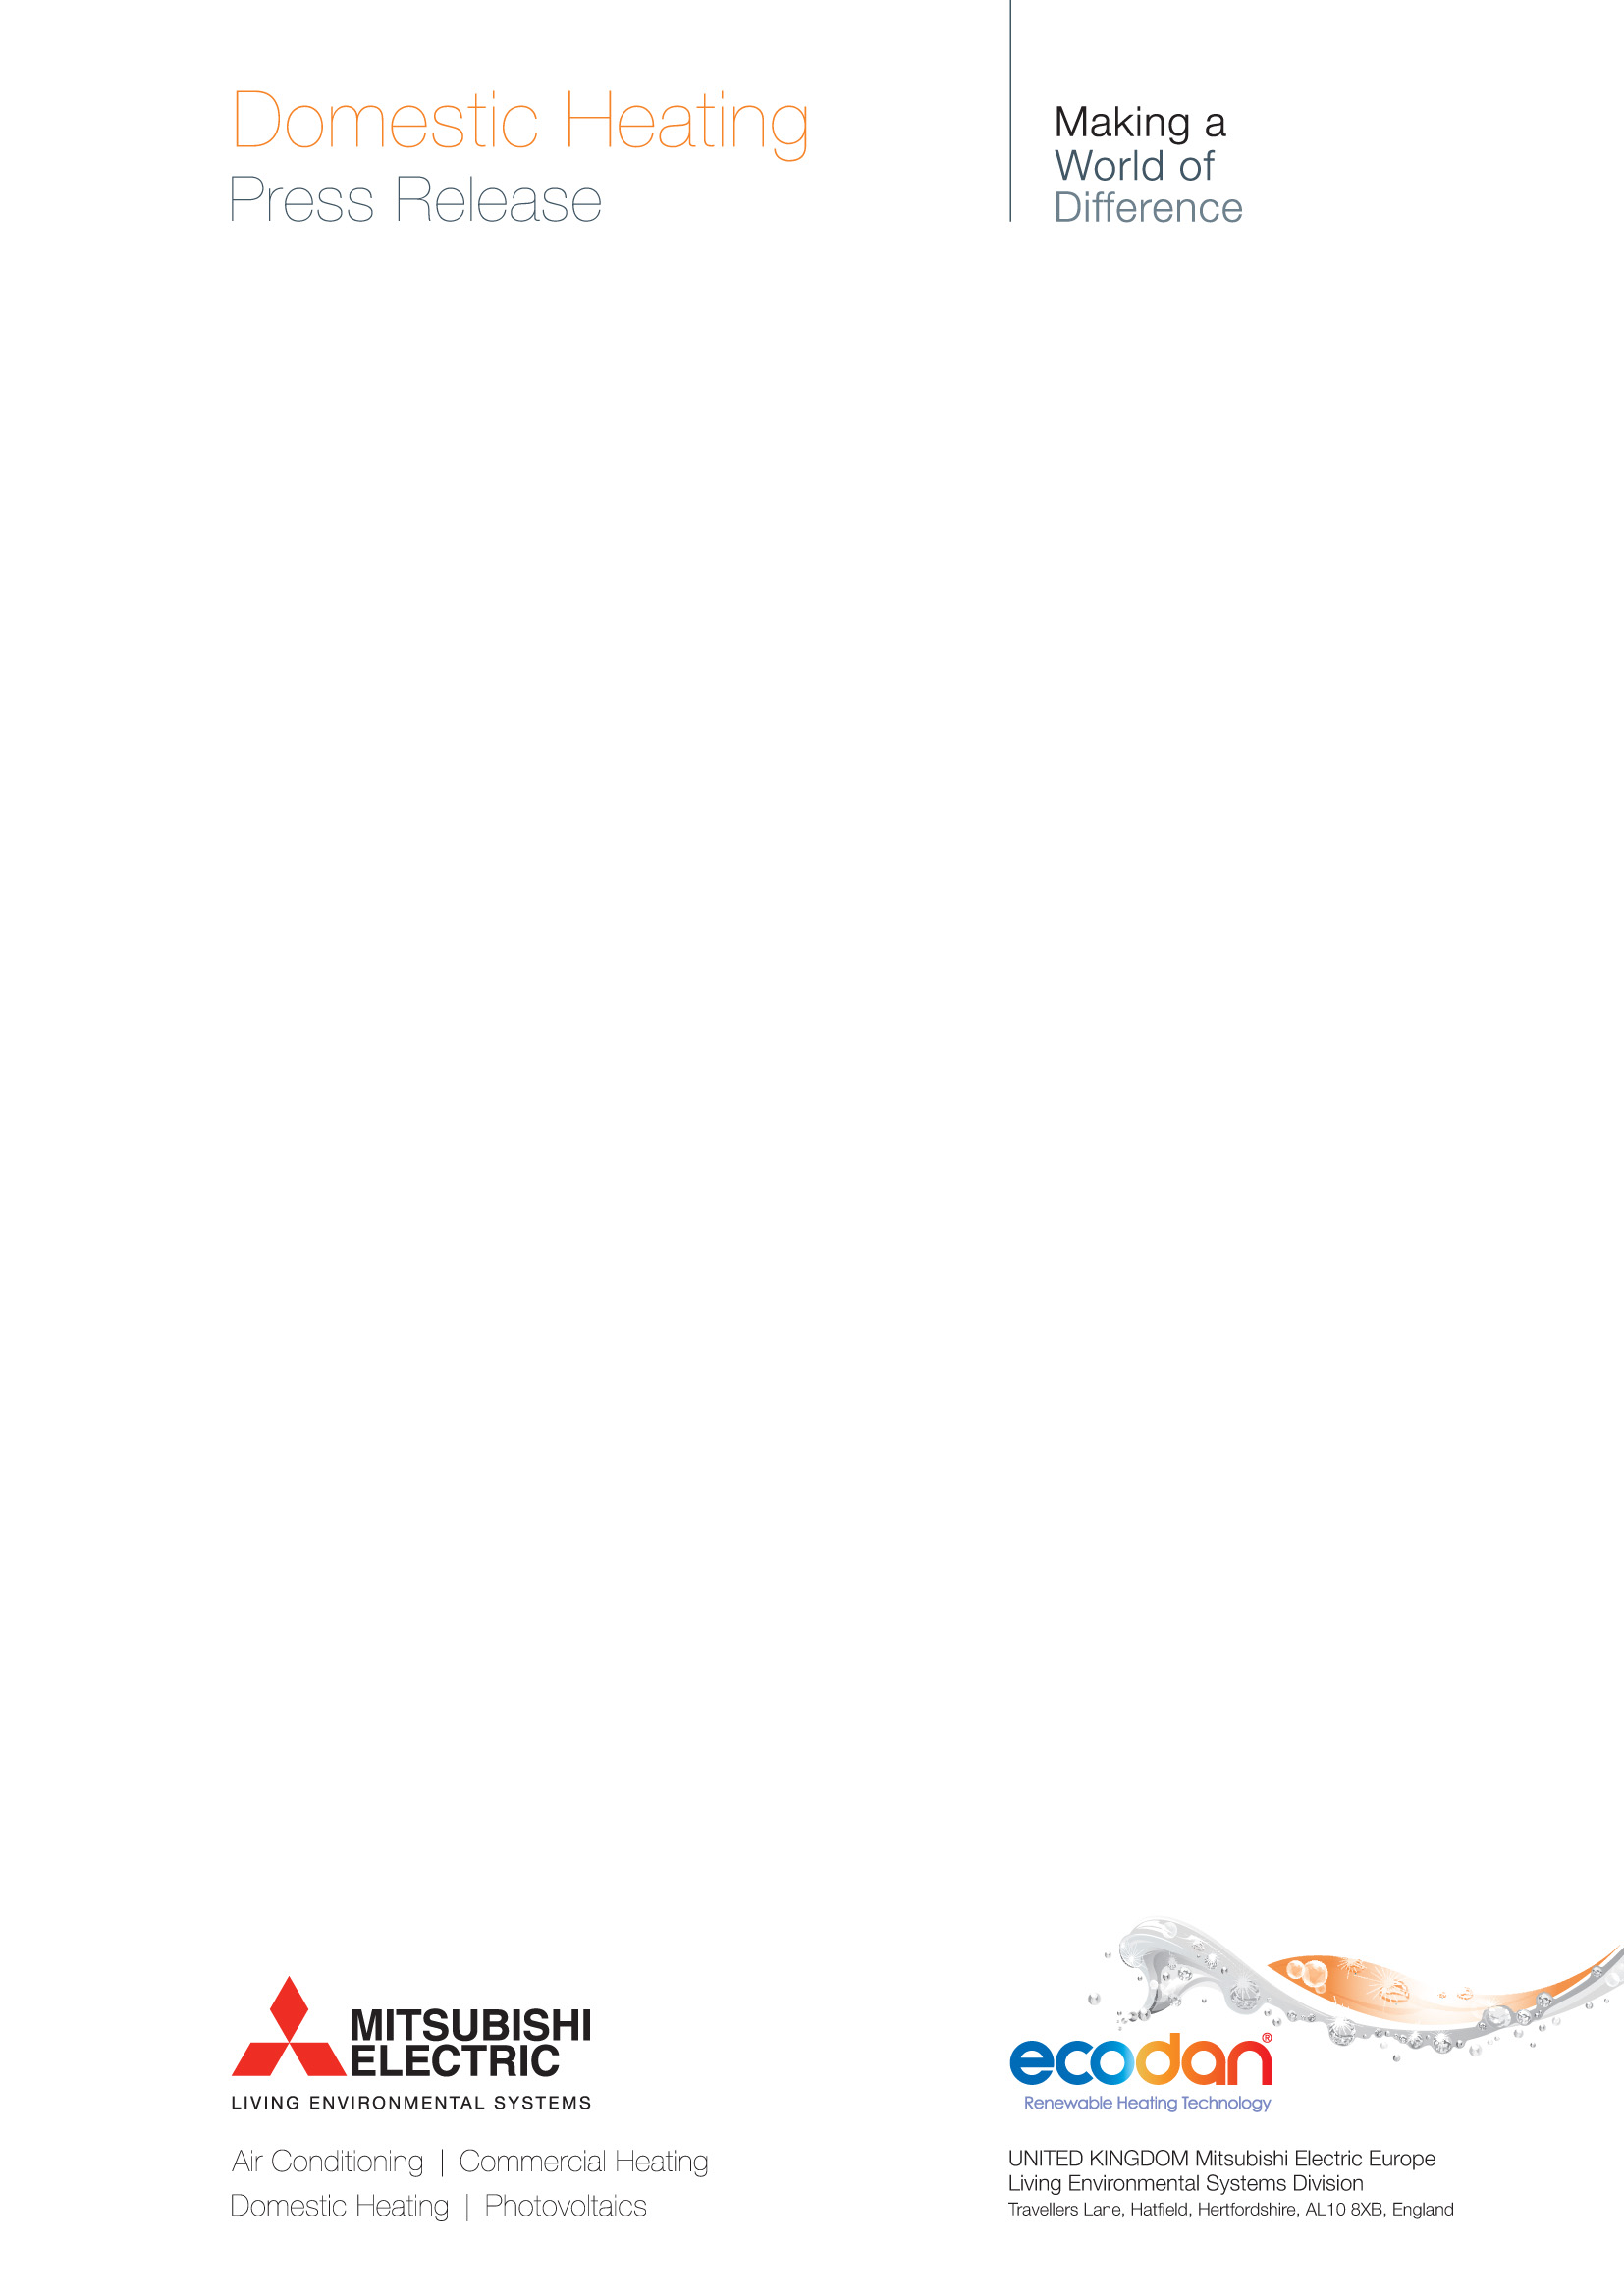 Domestic Heating
Press Release
Making a
World of
Difference
MITSUBISHI
ELECTRIC
LIVING ENVIRONMENTAL SYSTEMS
Air Conditioning | Commercial Heating
Domestic Heating | Photovoltaics
ecodan®
Renewable Heating Technology
UNITED KINGDOM Mitsubishi Electric Europe
Living Environmental Systems Division
Travellers Lane, Hatfield, Hertfordshire, AL10 8XB, England